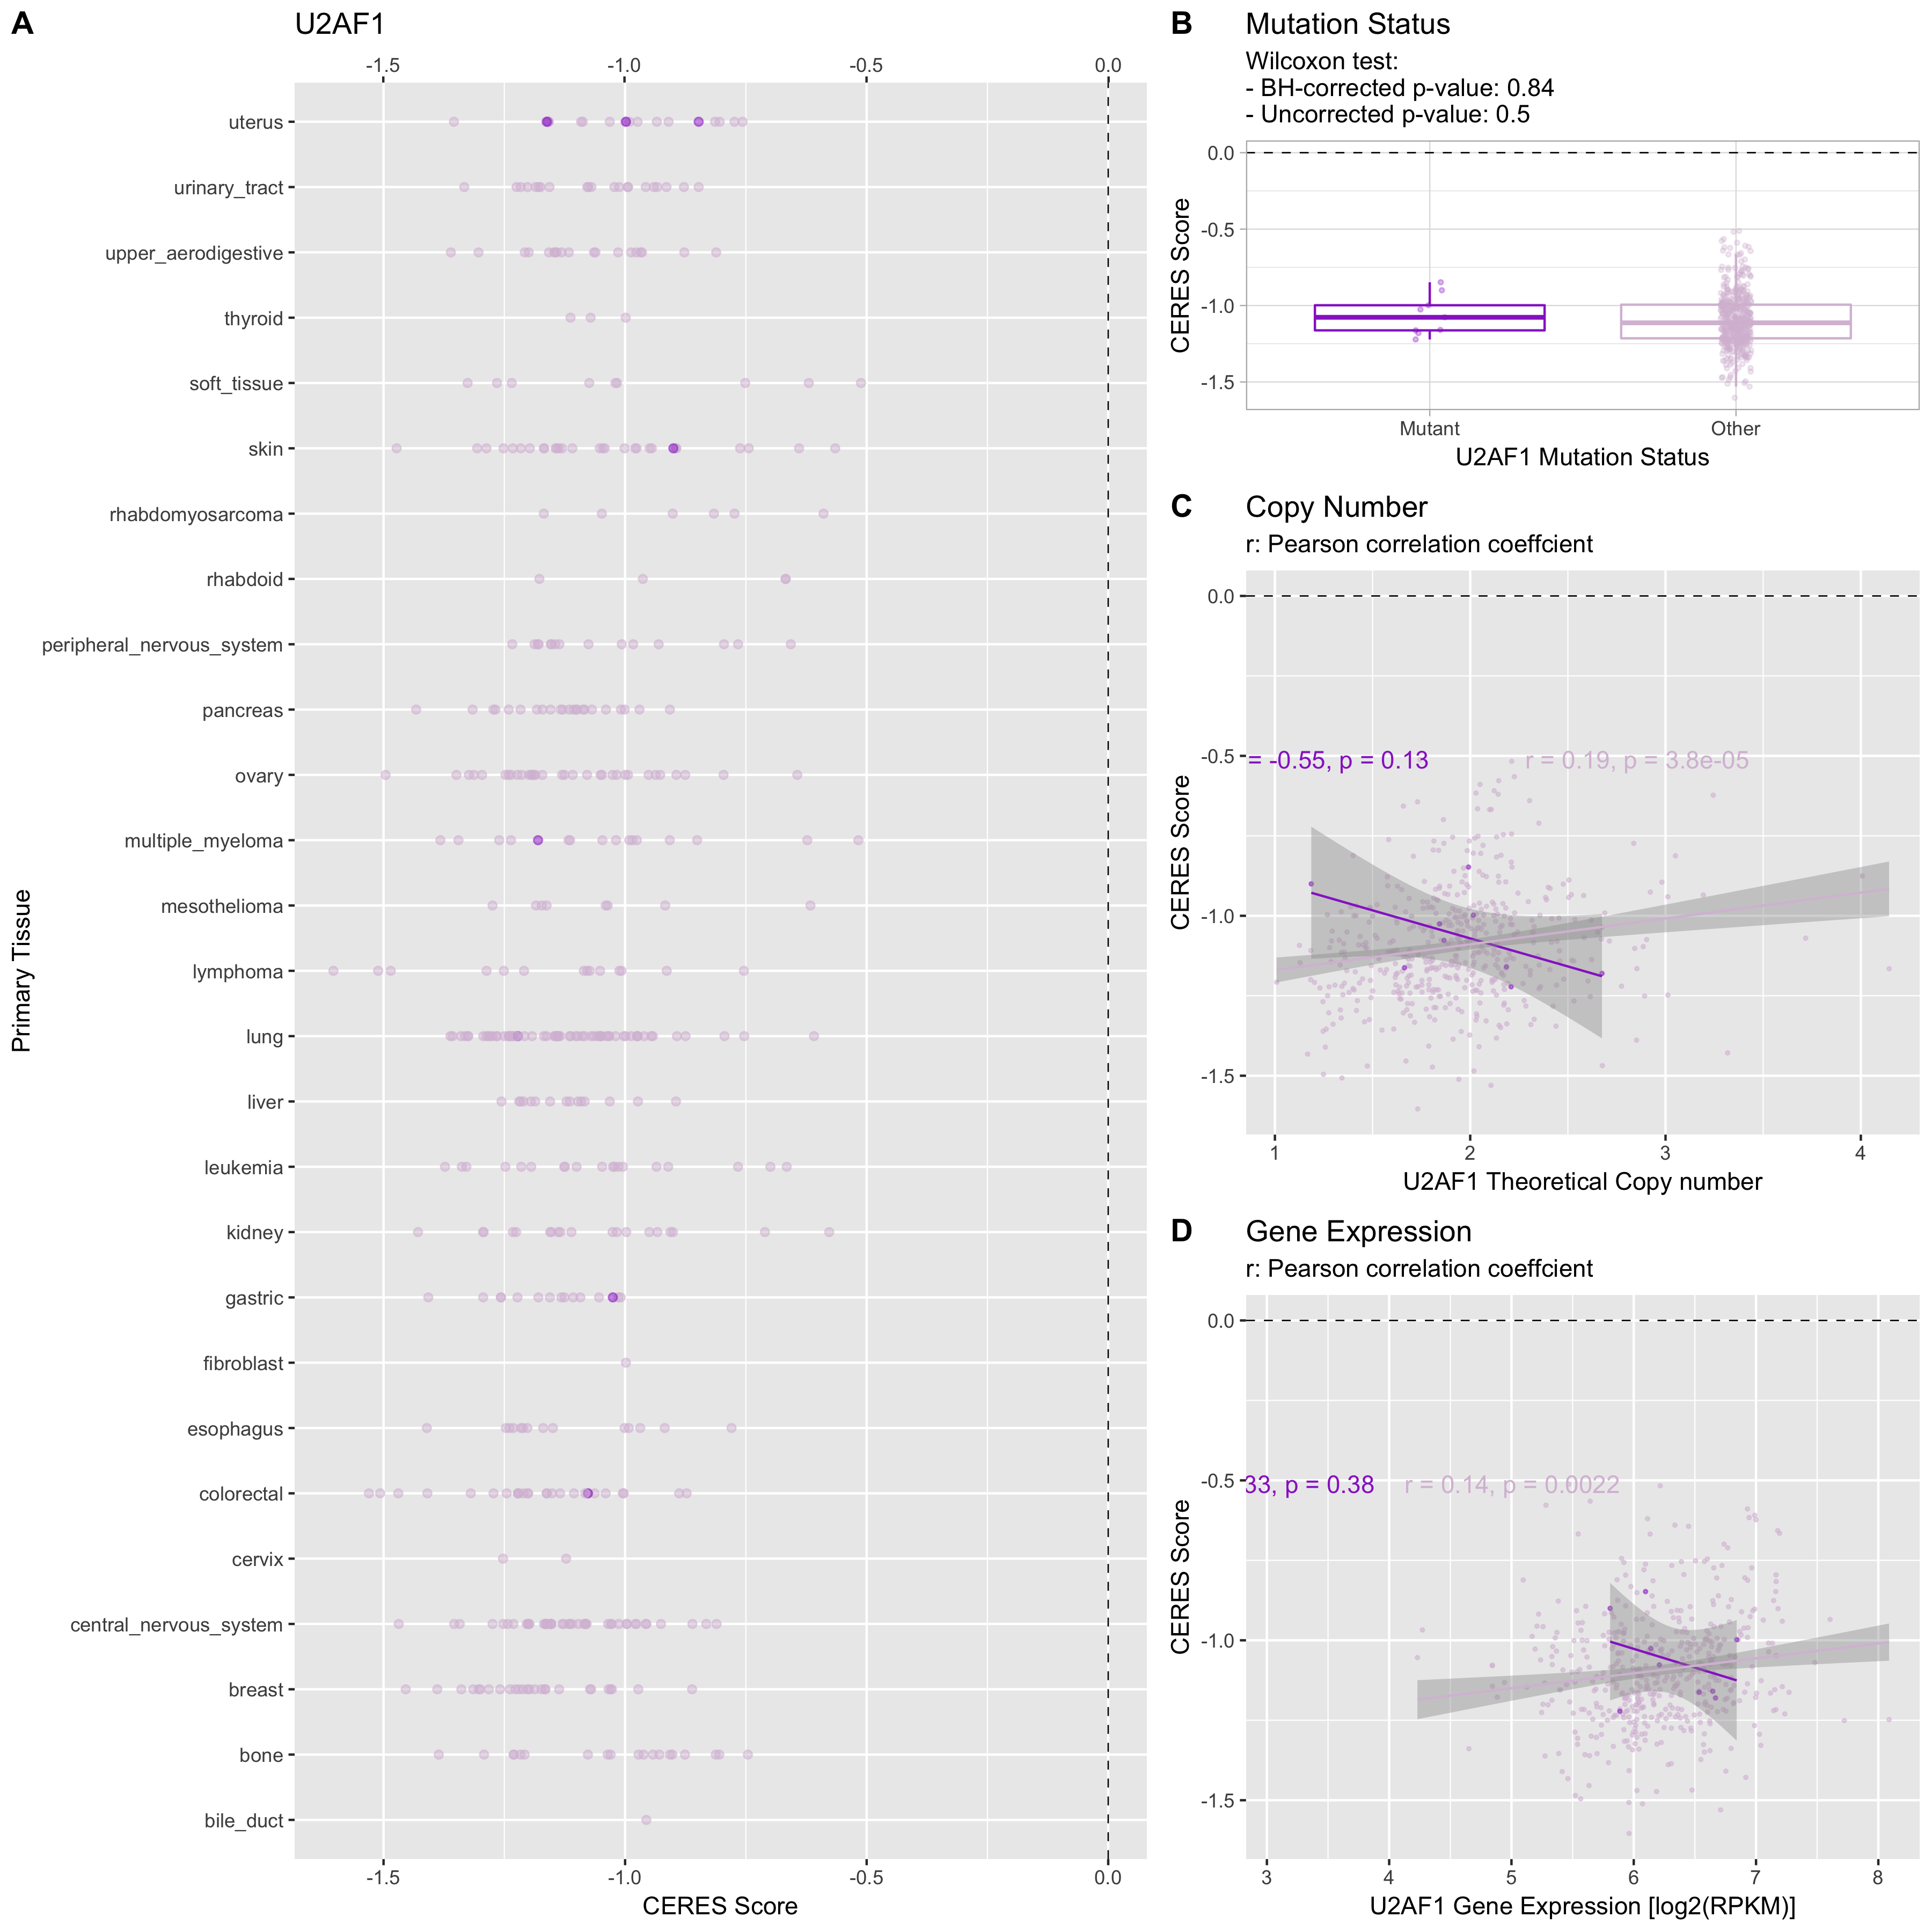 A
U2AF1
-1.5 -1.0 -0.5 0.0
Primary Tissue
uterus
urinary_tract
upper_aerodigestive
thyroid
soft_tissue
skin
rhabdomyosarcoma
rhabdoid
peripheral_nervous_system
pancreas
ovary
multiple_myeloma
mesothelioma
lymphoma
lung
liver
leukemia
kidney
gastric
fibroblast
esophagus
colorectal
cervix
central_nervous_system
breast
bone
bile_duct
-1.5 -1.0 -0.5 0.0
CERES Score
B
Mutation Status
Wilcoxon test:
- BH-corrected p-value: 0.84
- Uncorrected p-value: 0.5
CERES Score
0.0
-0.5
-1.0
-1.5
Mutant Other
U2AF1 Mutation Status
C
Copy Number
r: Pearson correlation coeffcient
CERES Score
0.0
-0.5
-1.0
-1.5
= -0.55, p = 0.13 r = 0.19, p = 3.8e-05
1 2 3 4
U2AF1 Theoretical Copy number
D
Gene Expression
r: Pearson correlation coeffcient
CERES Score
0.0
-0.5
-1.0
-1.5
33, p = 0.38 r = 0.14, p = 0.0022
3 4 5 6 7 8
U2AF1 Gene Expression [log2(RPKM)]